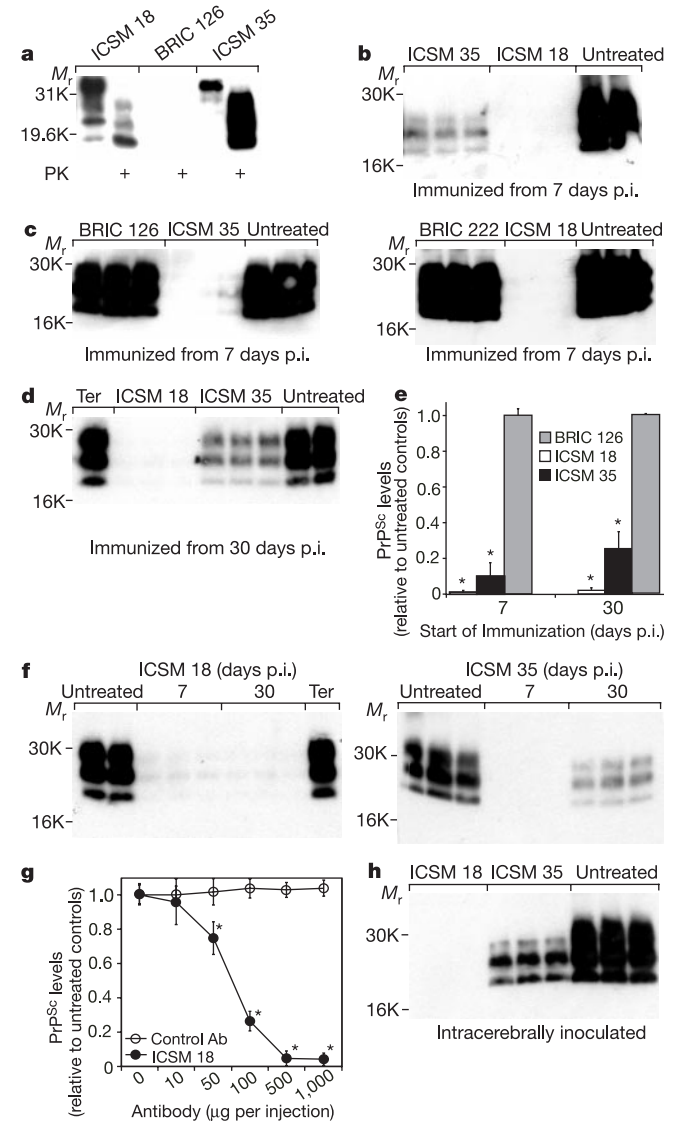 a
ICSM 18 BRIC 126 ICSM 35
Mr
31K
19.6K
PK + + +
b
ICSM 35 ICSM 18 Untreated
Mr
30K
16K
Immunized from 7 days p.i.
c
BRIC 126 ICSM 35 Untreated
Mr
30K
16K
Immunized from 7 days p.i.
BRIC 222 ICSM 18 Untreated
Mr
30K
16K
Immunized from 7 days p.i.
d
Ter ICSM 18 ICSM 35 Untreated
Mr
30K
16K
Immunized from 30 days p.i.
e
PrPSc levels
(relative to untreated controls)
1.0
0.8
0.6
0.4
0.2
0
BRIC 126
ICSM 18
ICSM 35
* * * *
7 30
Start of Immunization (days p.i.)
f
ICSM 18 (days p.i.)
Untreated 7 30 Ter
Mr
30K
16K
ICSM 35 (days p.i.)
Untreated 7 30
Mr
30K
16K
g
PrPSc levels
(relative to untreated controls)
1.0
0.8
0.6
0.4
0.2
0
* * * *
Control Ab
ICSM 18
0 10 50 100 500 1,000
Antibody (μg per injection)
h
ICSM 18 ICSM 35 Untreated
Mr
30K
16K
Intracerebrally inoculated